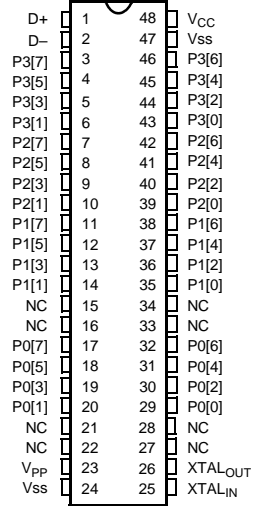 D+ 1 48 VCC
D– 2 47 Vss
P3[7] 3 46 P3[6]
P3[5] 4 45 P3[4]
P3[3] 5 44 P3[2]
P3[1] 6 43 P3[0]
P2[7] 7 42 P2[6]
P2[5] 8 41 P2[4]
P2[3] 9 40 P2[2]
P2[1] 10 39 P2[0]
P1[7] 11 38 P1[6]
P1[5] 12 37 P1[4]
P1[3] 13 36 P1[2]
P1[1] 14 35 P1[0]
NC 15 34 NC
NC 16 33 NC
P0[7] 17 32 P0[6]
P0[5] 18 31 P0[4]
P0[3] 19 30 P0[2]
P0[1] 20 29 P0[0]
NC 21 28 NC
NC 22 27 NC
VPP 23 26 XTALOUT
Vss 24 25 XTALIN